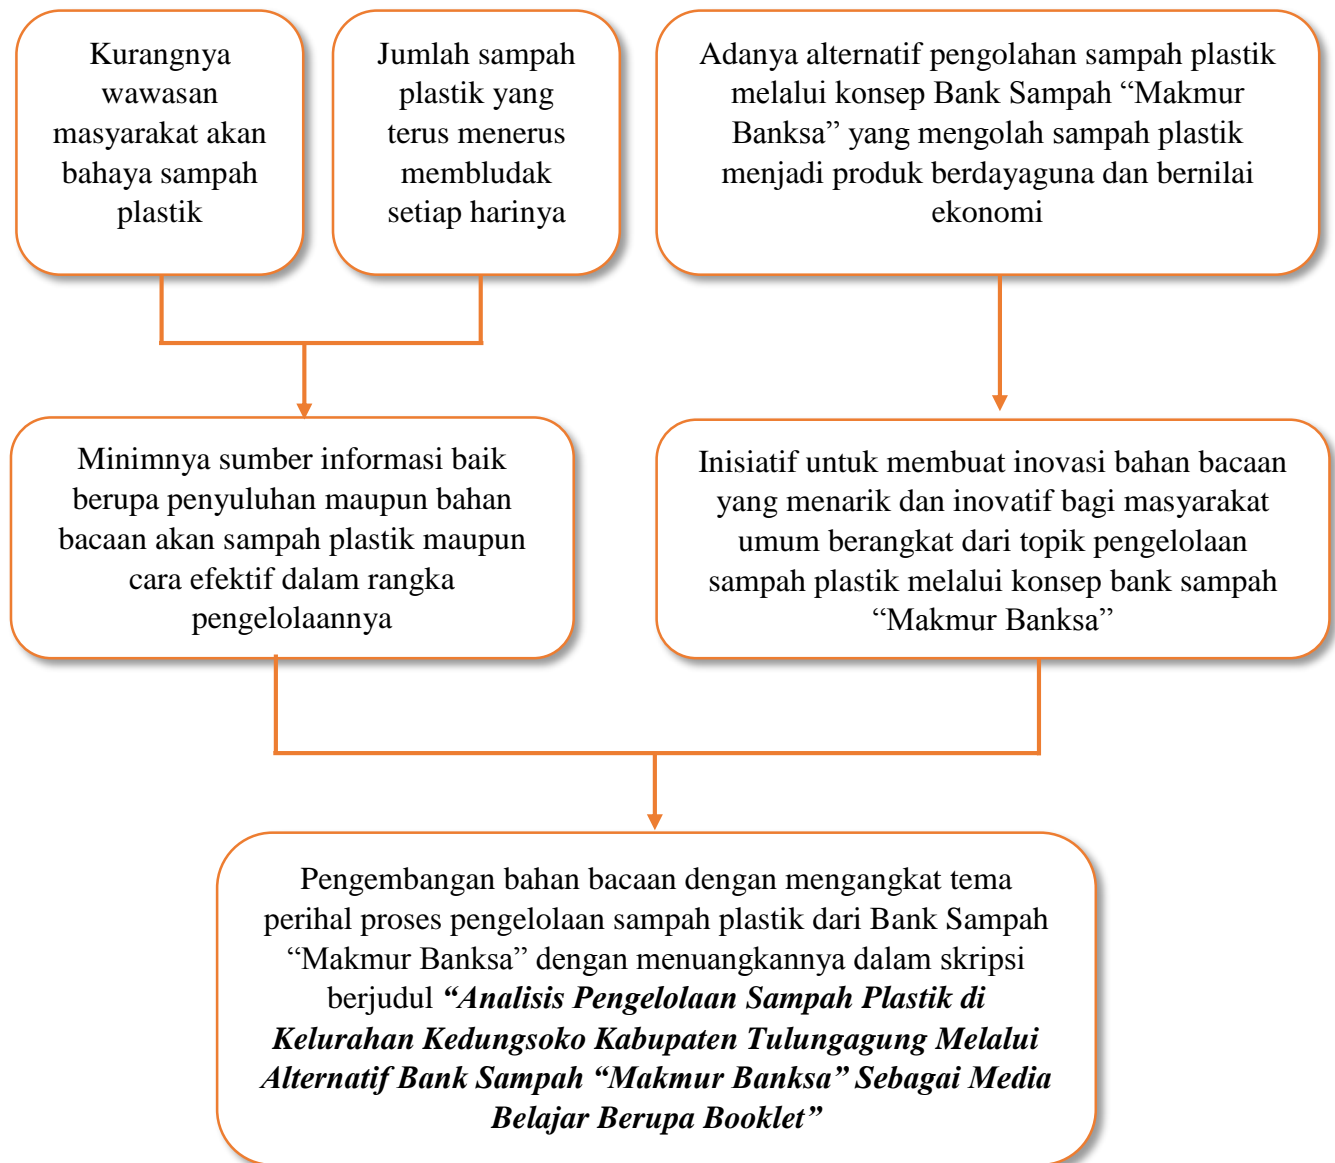 Kurangnya
wawasan
masyarakat akan
bahaya sampah
plastik
Jumlah sampah
plastik yang
terus menerus
membludak
setiap harinya
Adanya alternatif pengolahan sampah plastik
melalui konsep Bank Sampah “Makmur
Banksa” yang mengolah sampah plastik
menjadi produk berdayaguna dan bernilai
ekonomi
Minimnya sumber informasi baik
berupa penyuluhan maupun bahan
bacaan akan sampah plastik maupun
cara efektif dalam rangka
pengelolaannya
Inisiatif untuk membuat inovasi bahan bacaan
yang menarik dan inovatif bagi masyarakat
umum berangkat dari topik pengelolaan
sampah plastik melalui konsep bank sampah
“Makmur Banksa”
Pengembangan bahan bacaan dengan mengangkat tema
perihal proses pengelolaan sampah plastik dari Bank Sampah
“Makmur Banksa” dengan menuangkannya dalam skripsi
berjudul “Analisis Pengelolaan Sampah Plastik di
Kelurahan Kedungsoko Kabupaten Tulungagung Melalui
Alternatif Bank Sampah “Makmur Banksa” Sebagai Media
Belajar Berupa Booklet”